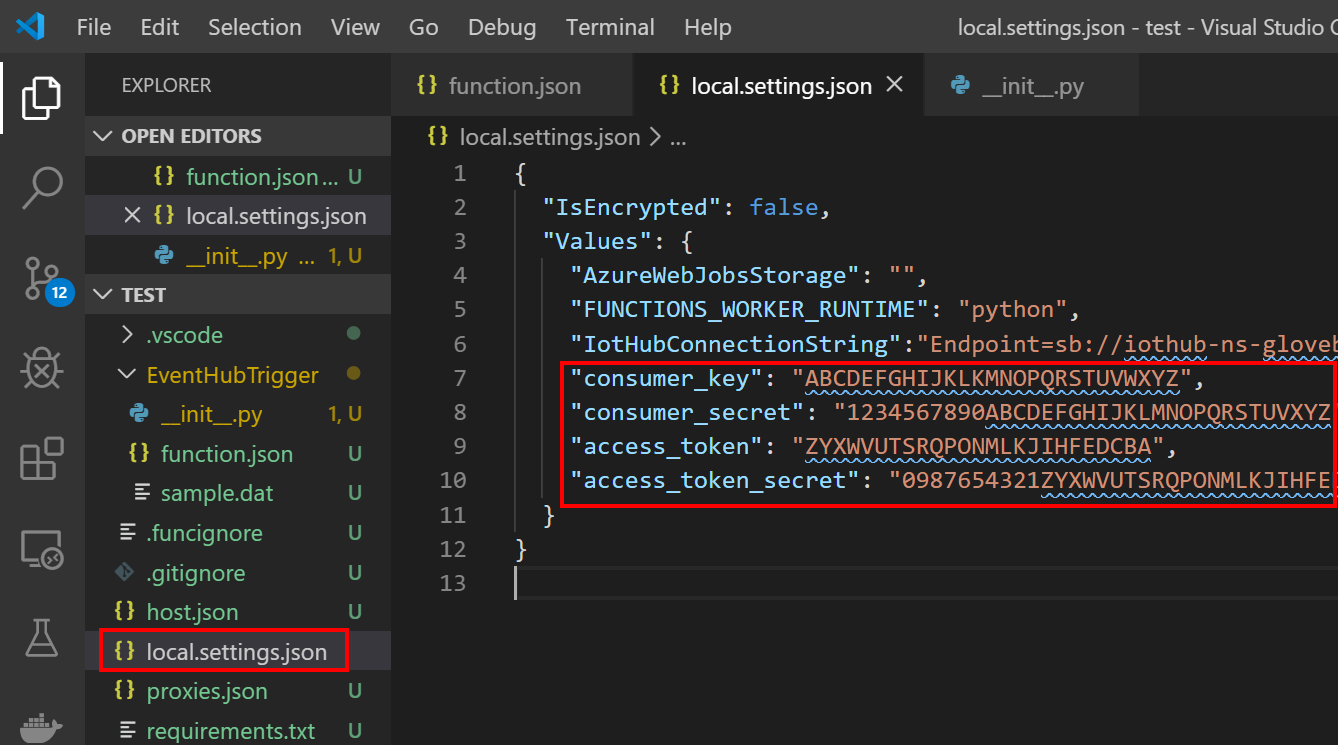 File Edit Selection View Go Debug Terminal Help local.settings.json - test - Visual Studio
EXPLORER
OPEN EDITORS
{} function.json ... U
× {} local.settings.json
__init__.py ... 1, U
TEST
.vscode
EventHubTrigger
__init__.py 1, U
{} function.json U
sample.dat U
.funcignore U
.gitignore U
{} host.json U
{} local.settings.json
{} proxies.json U
requirements.txt U
12
{} function.json {} local.settings.json × __init__.py
{} local.settings.json > ...
1 {
2 "IsEncrypted": false,
3 "Values": {
4 "AzureWebJobsStorage": "",
5 "FUNCTIONS_WORKER_RUNTIME": "python",
6 "IotHubConnectionString":"Endpoint=sb://iothub-ns-gloveb
7 "consumer_key": "ABCDEFGHIJKLKMNOPQRSTUVWXYZ",
8 "consumer_secret": "1234567890ABCDEFGHIJKLMNOPQRSTUVXYZ
9 "access_token": "ZYXWVUTSRQPONMLKJIHFEDCBA",
10 "access_token_secret": "0987654321ZYXWVUTSRQPONMLKJIHFE
11 }
12 }
13